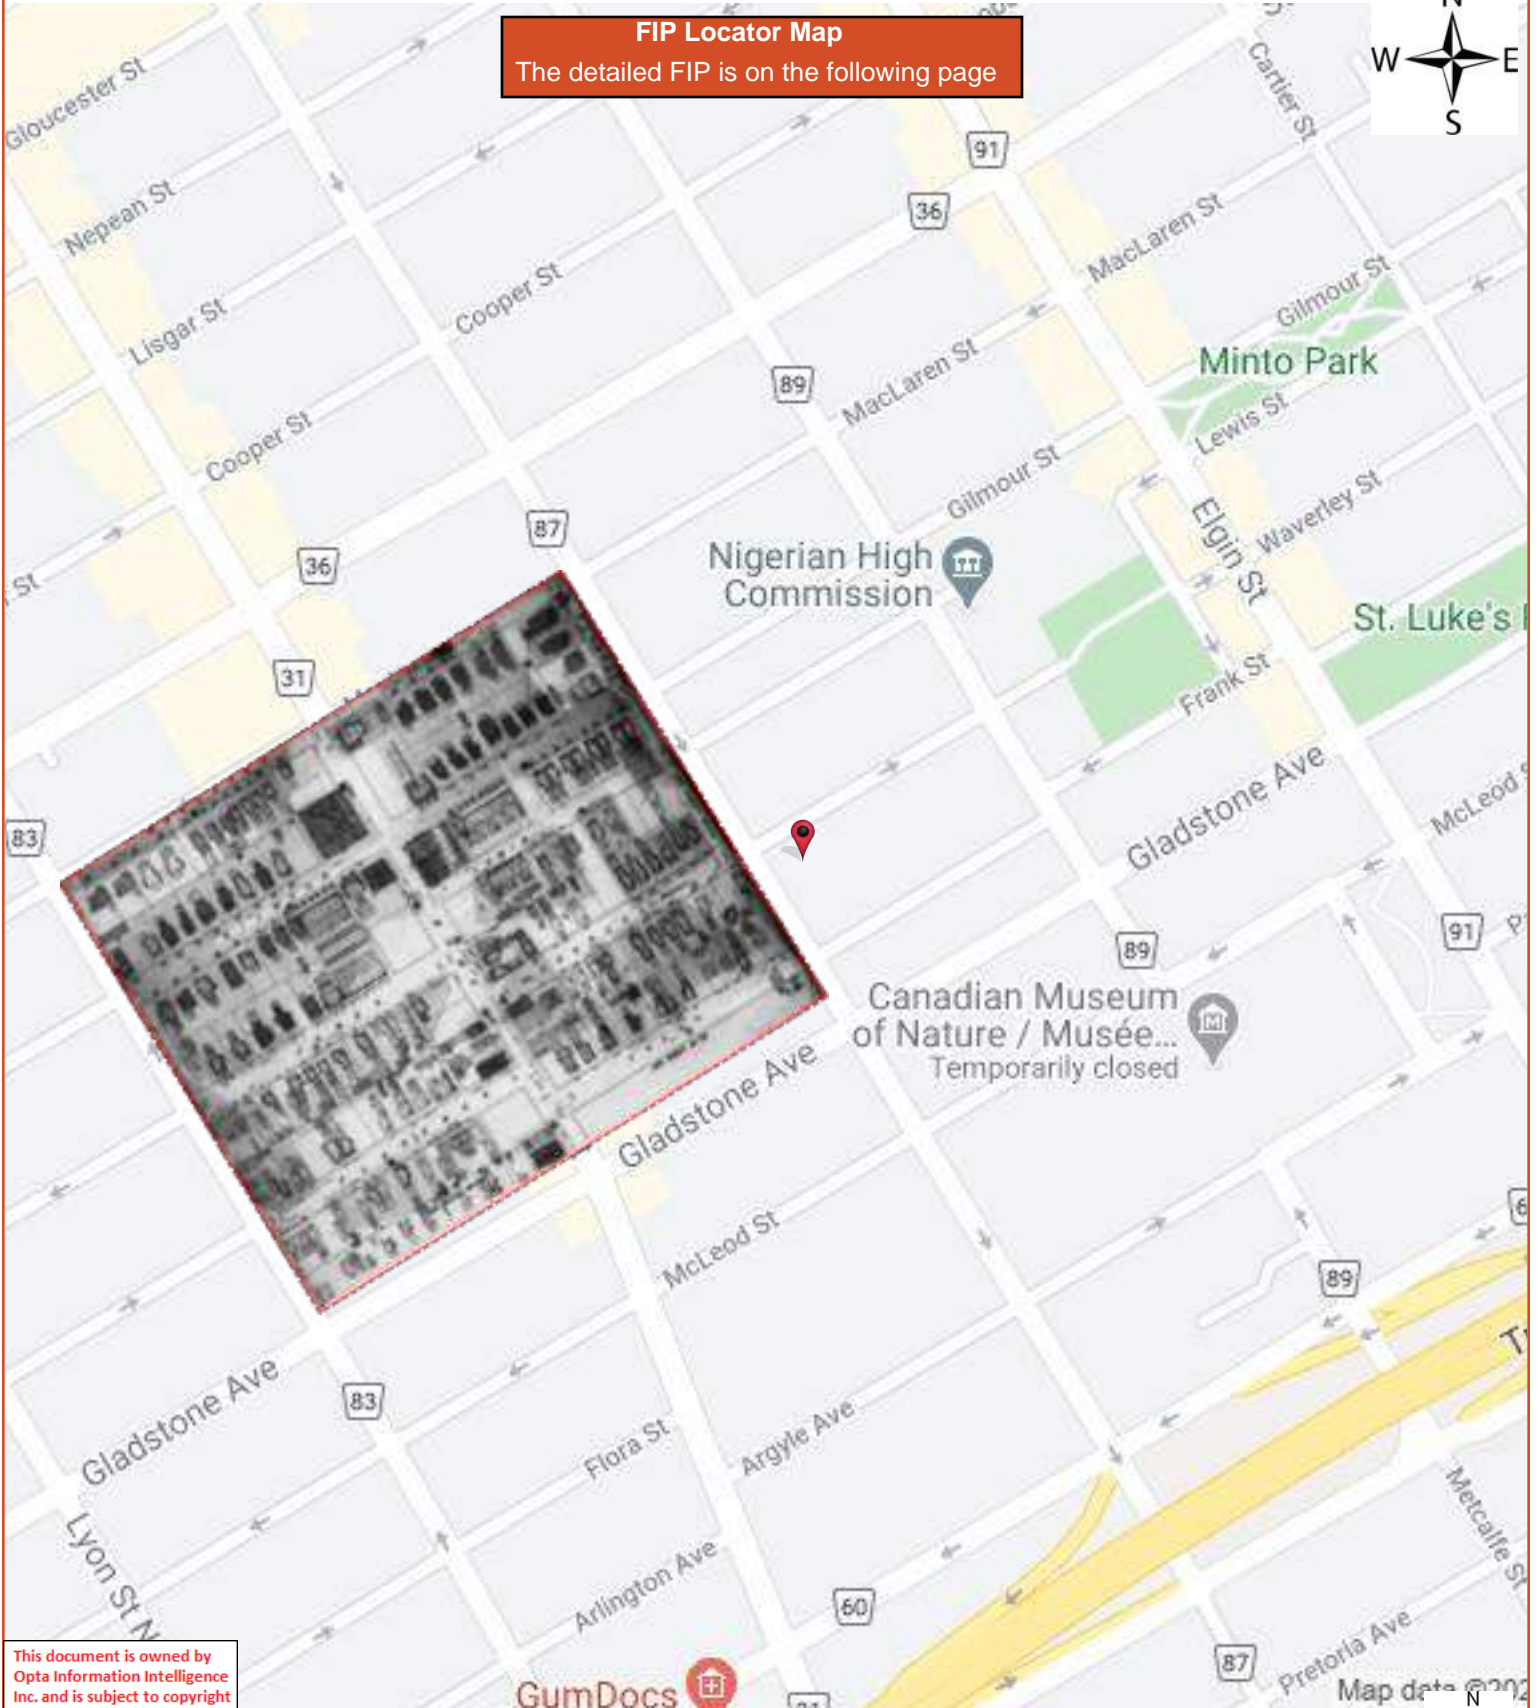 FIP Locator Map
The detailed FIP is on the following page
N
W
E
S
Gloucester St
Nepean St
Lisgar St
Cooper St
Cooper St
St
Cartier St
91
36
MacLaren St
MacLaren St
89
Gilmour St
Gilmour St
Minto Park
Lewis St
Waverley St
Elgin St
87
36
31
83
Nigerian High
Commission
St. Luke's
Frank St
Gladstone Ave
McLeod
91
89
Canadian Museum
of Nature / Musée...
Temporarily closed
Gladstone Ave
McLeod St
89
Gladstone Ave
83
Flora St
Argyle Ave
Lyon St N
Arlington Ave
60
Metcalfe St
Pretoria Ave
87
GumDocs
Map data
N
This document is owned by
Opta Information Intelligence
Inc. and is subject to copyright